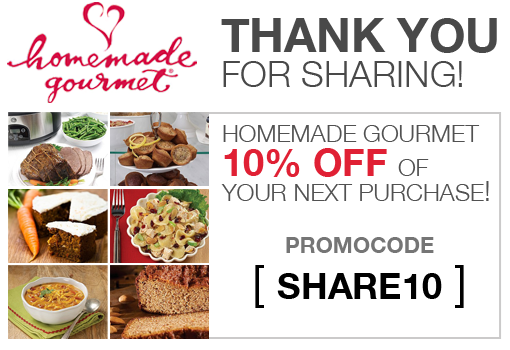 homemade
gourmet®
THANK YOU
FOR SHARING!
HOMEMADE GOURMET
10% OFF OF
YOUR NEXT PURCHASE!
PROMOCODE
[ SHARE10 ]